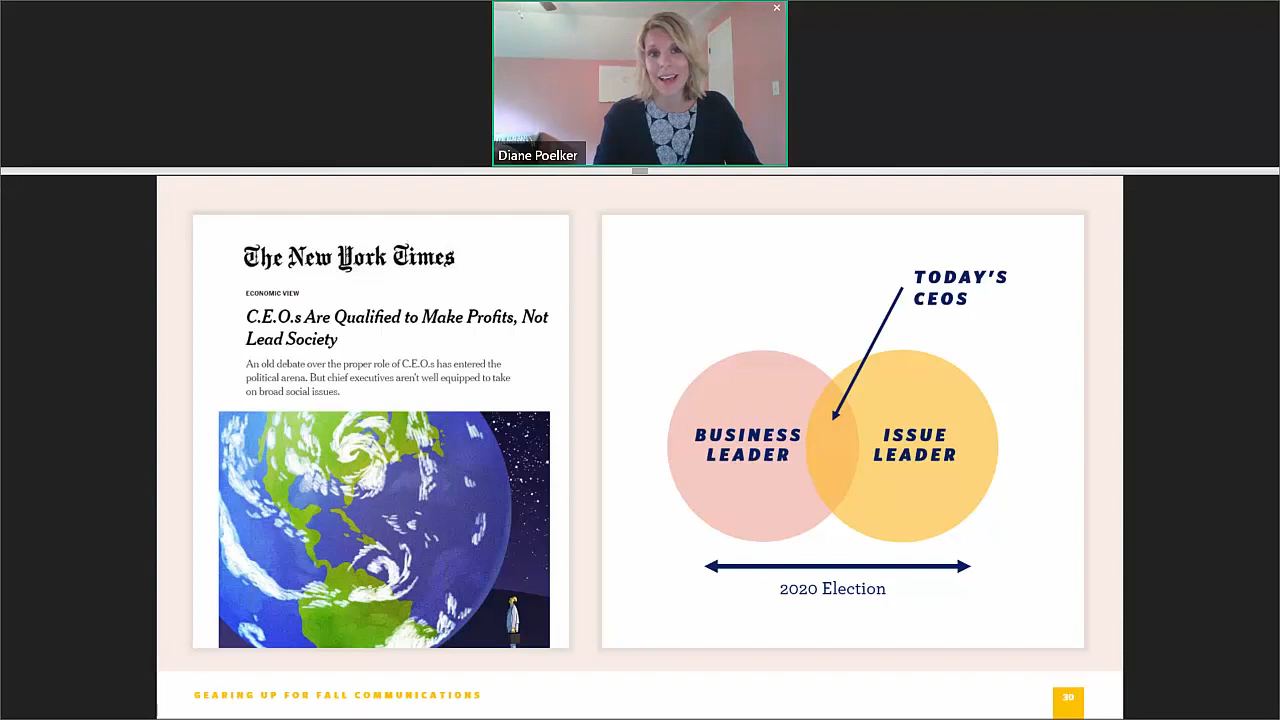 Diane Poelker
The New York Times
ECONOMIC VIEW
C.E.O.s Are Qualified to Make Profits, Not
Lead Society
An old debate over the proper role of C.E.O.s has entered the
political arena. But chief executives aren't well equipped to take
on broad social issues.
TODAY'S
CEOS
BUSINESS
LEADER
ISSUE
LEADER
2020 Election
GEARING UP FOR FALL COMMUNICATIONS
30